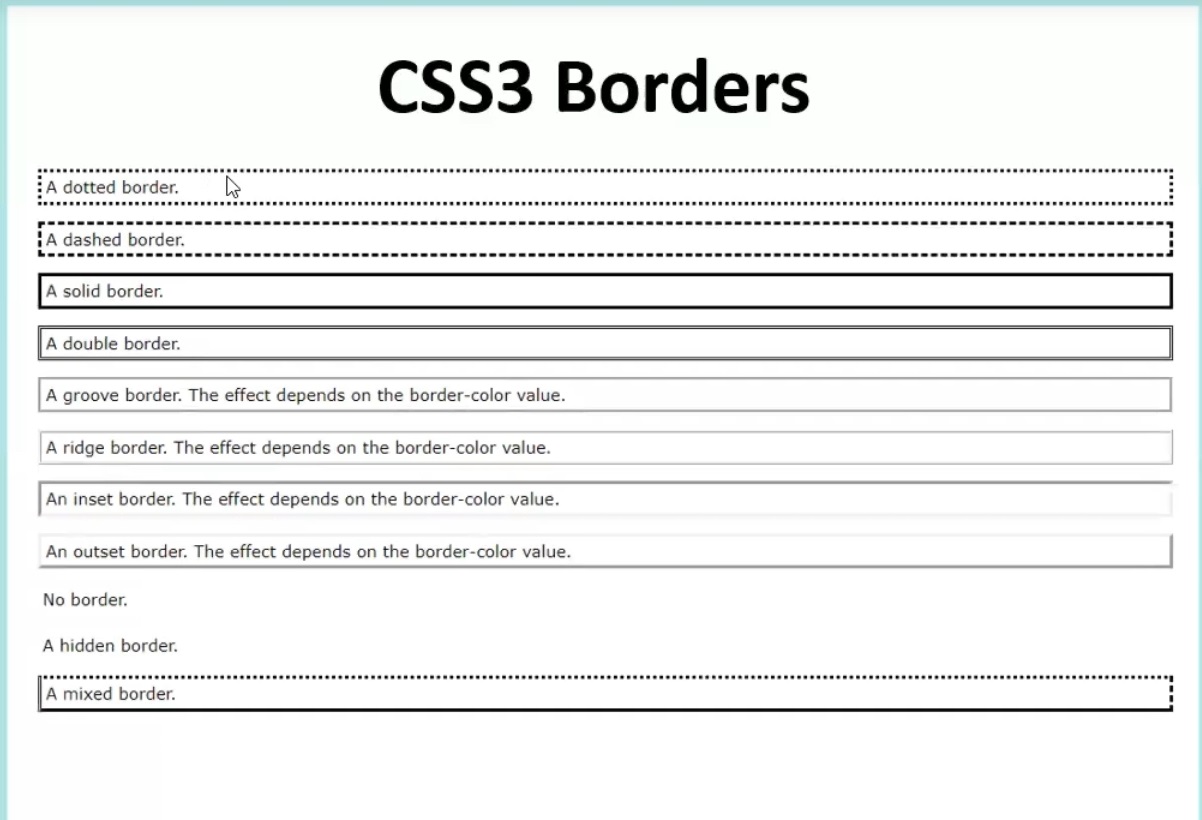 CSS3 Borders
A dotted border.
A dashed border.
A solid border.
A double border.
A groove border. The effect depends on the border-color value.
A ridge border. The effect depends on the border-color value.
An inset border. The effect depends on the border-color value.
An outset border. The effect depends on the border-color value.
No border.
A hidden border.
A mixed border.